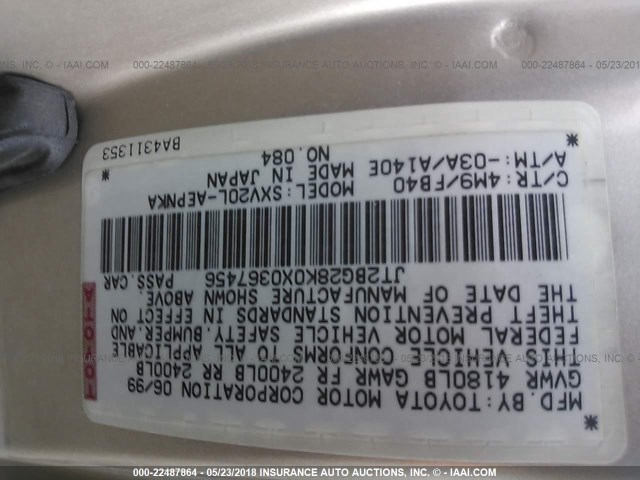 000-22487864 - 05/23/2018 INSURANCE AUTO AUCTIONS, INC. - IAAI.COM
MFD.BY:TOYOTA MOTOR CORPORATION 06/99
GVWR 4180LB GAWR FR 2400LB RR 2400LB
THIS VEHICLE CONFORMS TO ALL APPLICABLE
FEDERAL MOTOR VEHICLE SAFETY.BUMPER.AND
THEFT PREVENTION STANDARDS IN EFFECT ON
THE DATE OF MANUFACTURE SHOWN ABOVE.
JT2BG28K0X0367456 PASS.CAR
TOYOTA
MODEL:SXV20L-AEPNKA
C/TR:4M9/FB40 MADE IN JAPAN
A/TM:-03A/A140E NO.084
BA4311353
000-22487864 - 05/23/2018 INSURANCE AUTO AUCTIONS, INC. - IAAI.COM